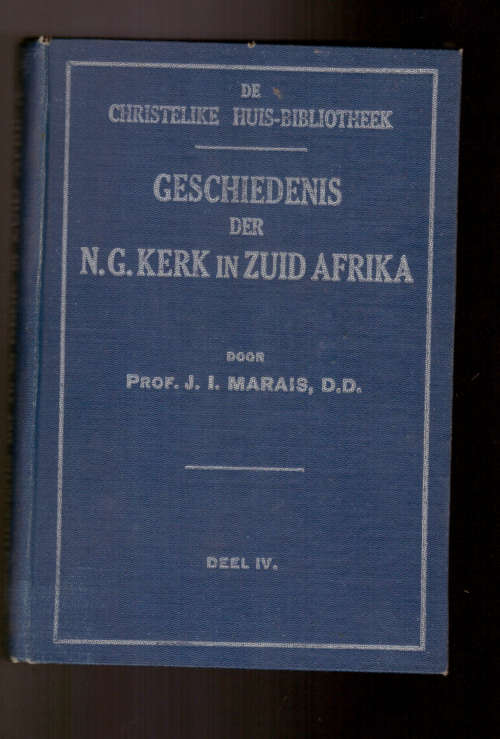 DE
CHRISTELIKE HUIS-BIBLIOTHEEK
GESCHIEDENIS
DER
N. G. KERK IN ZUID AFRIKA
DOOR
PROF. J. I. MARAIS, D.D.
DEEL IV.